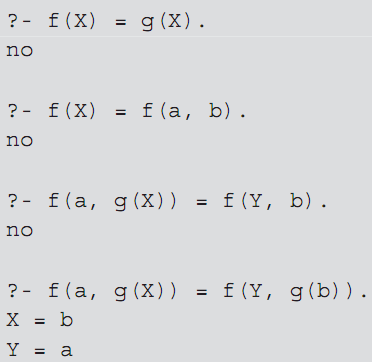 ?- f(X) = g(X).
no
?- f(X) = f(a, b).
no
?- f(a, g(X)) = f(Y, b).
no
?- f(a, g(X)) = f(Y, g(b)).
X = b
Y = a